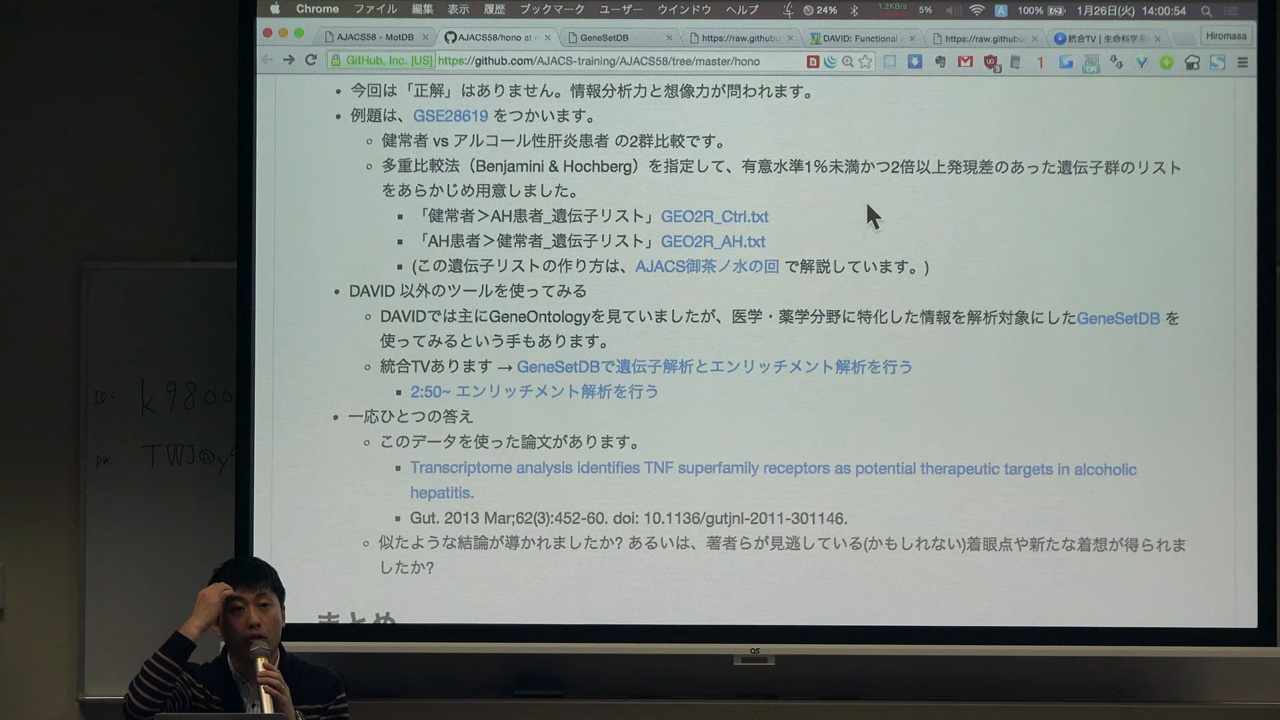 Chrome ファイル 編集 表示 履歴 ブックマーク ユーザー ウインドウ ヘルプ 24% 1.2KB/s 5% A 100% 1月26日(火) 14:00:54
AJACS58 - MotDB AJACS58/hono at GeneSetDB https://raw.githubu DAVID: Functional https://raw.githubu 統合TV | 生命科学系 Hiromasa
GitHub, Inc. [US] https://github.com/AJACS-training/AJACS58/tree/master/hono
今回は「正解」はありません。情報分析力と想像力が問われます。
例題は、GSE28619 をつかいます。
健常者 vs アルコール性肝炎患者 の2群比較です。
多重比較法（Benjamini & Hochberg）を指定して、有意水準1%未満かつ2倍以上発現差のあった遺伝子群のリスト
をあらかじめ用意しました。
「健常者＞AH患者_遺伝子リスト」GEO2R_Ctrl.txt
「AH患者＞健常者_遺伝子リスト」GEO2R_AH.txt
(この遺伝子リストの作り方は、AJACS御茶ノ水の回 で解説しています。)
DAVID 以外のツールを使ってみる
DAVIDでは主にGeneOntologyを見ていましたが、医学・薬学分野に特化した情報を解析対象にしたGeneSetDB を
使ってみるという手もあります。
統合TVあります → GeneSetDBで遺伝子解析とエンリッチメント解析を行う
2:50~ エンリッチメント解析を行う
一応ひとつの答え
このデータを使った論文があります。
Transcriptome analysis identifies TNF superfamily receptors as potential therapeutic targets in alcoholic
hepatitis.
Gut. 2013 Mar;62(3):452-60. doi: 10.1136/gutjnl-2011-301146.
似たような結論が導かれましたか? あるいは、著者らが見逃している(かもしれない)着眼点や新たな着想が得られま
したか?
まとめ
ID: k9800
pw. TWJ@y